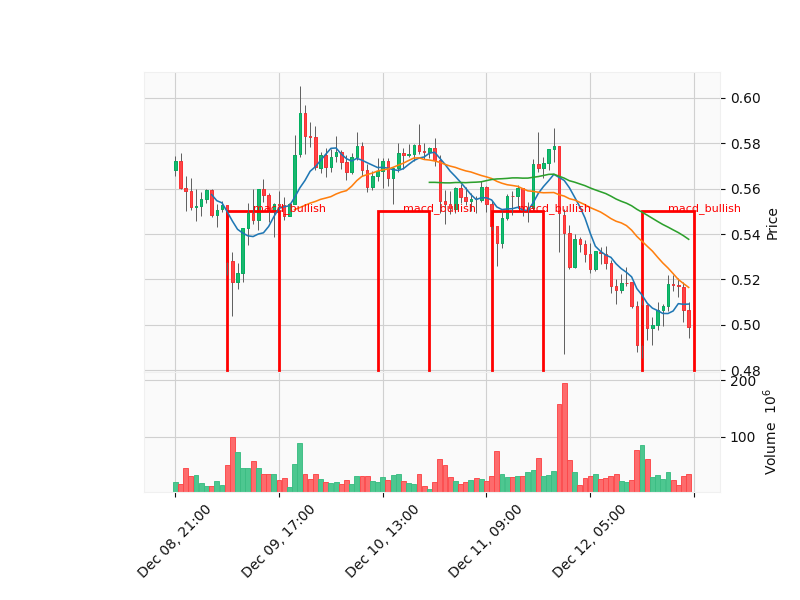 0.60
0.58
0.56
macd_bullish macd_bullish macd_bullish macd_bullish
0.54
Price
0.52
0.50
0.48
200
100
Volume 10^6
Dec 08, 21:00
Dec 09, 17:00
Dec 10, 13:00
Dec 11, 09:00
Dec 12, 05:00